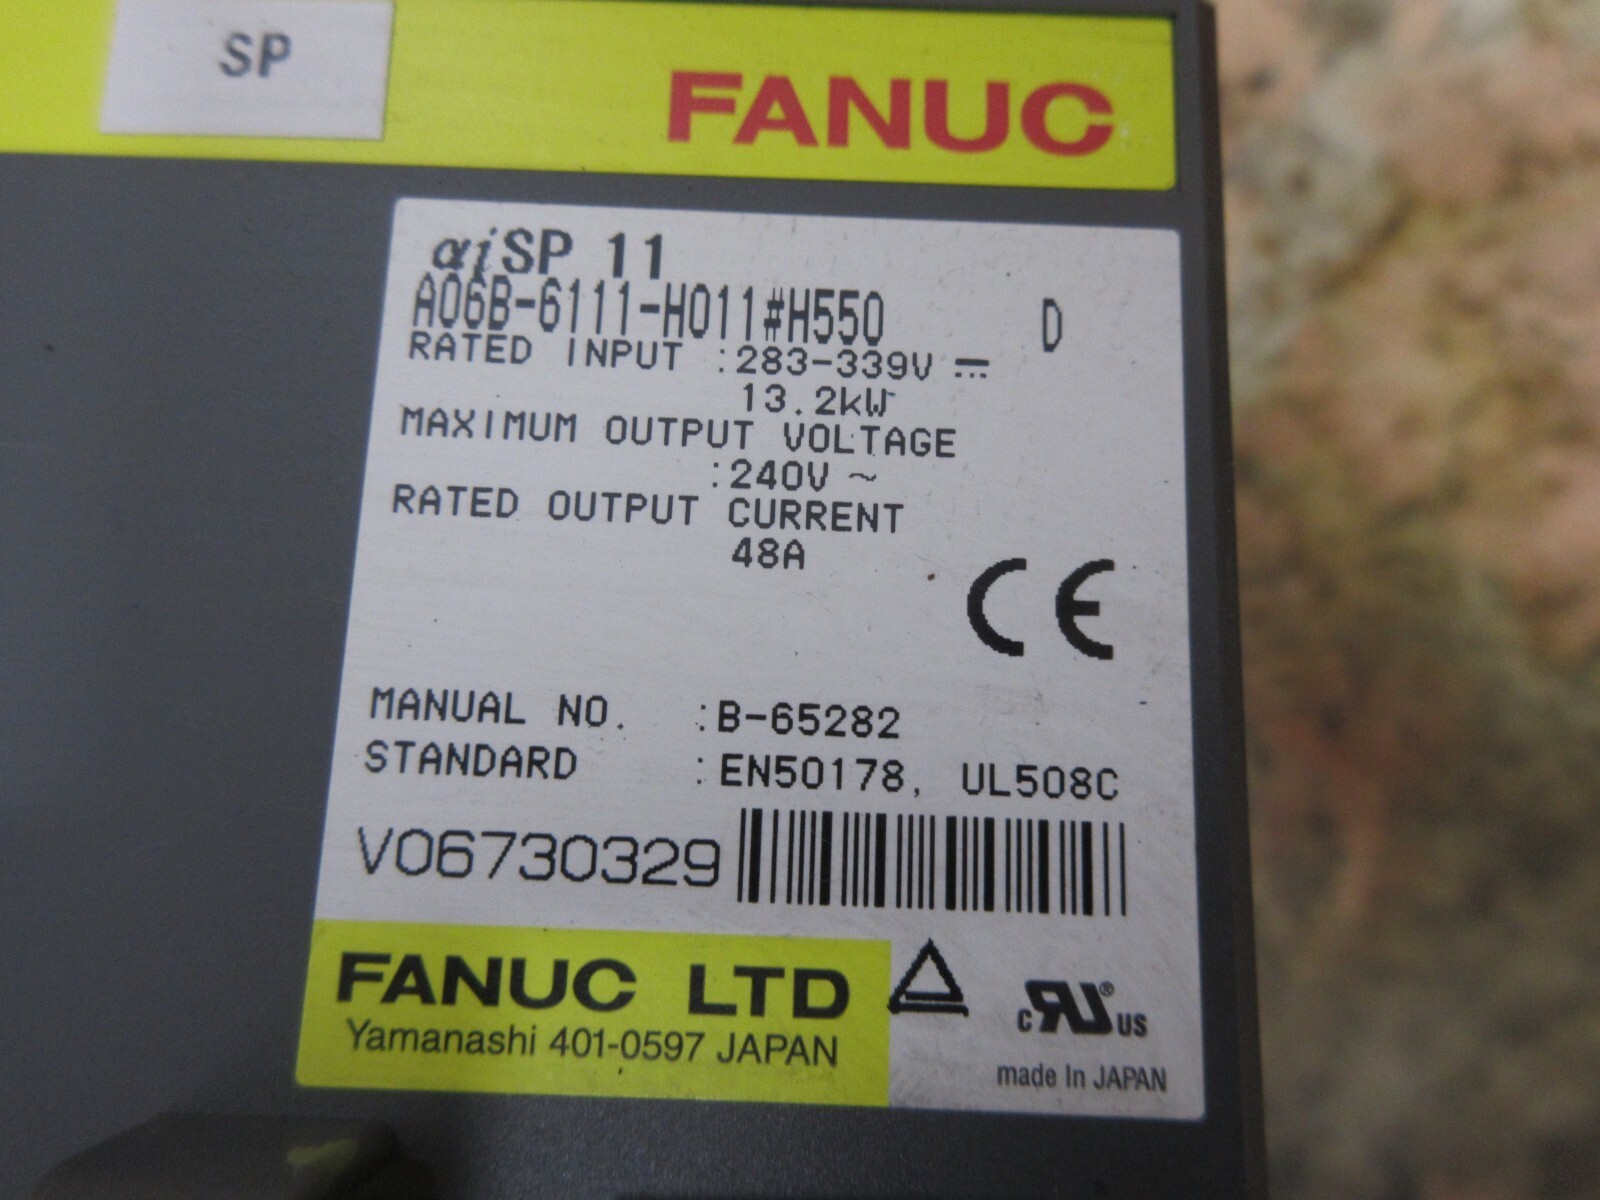 SP
FANUC
αiSP 11
A06B-6111-H011#H550 D
RATED INPUT :283-339V ⎓
13.2kW
MAXIMUM OUTPUT VOLTAGE
:240V ~
RATED OUTPUT CURRENT
48A
CE
MANUAL NO. :B-65282
STANDARD :EN50178, UL508C
V06730329
FANUC LTD
Yamanashi 401-0597 JAPAN
c RU ® US
made In JAPAN